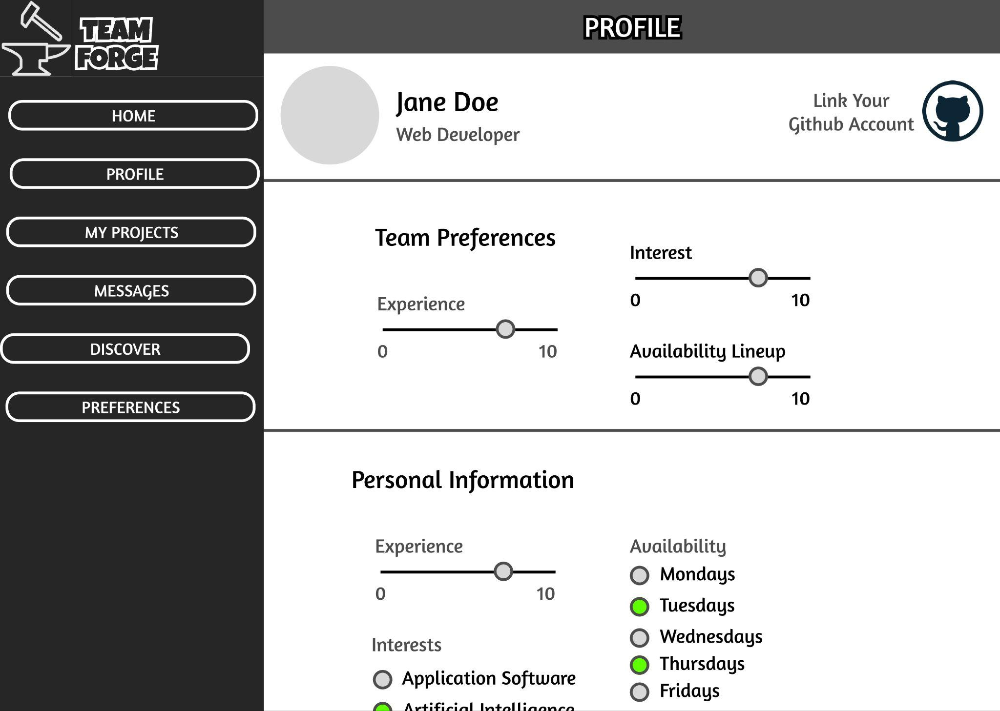 TEAM
FORGE
HOME
PROFILE
MY PROJECTS
MESSAGES
DISCOVER
PREFERENCES
PROFILE
Jane Doe
Web Developer
Link Your
Github Account
Team Preferences
Experience
0 10
Interest
0 10
Availability Lineup
0 10
Personal Information
Experience
0 10
Interests
Application Software
Artificial Intelligence
Availability
Mondays
Tuesdays
Wednesdays
Thursdays
Fridays